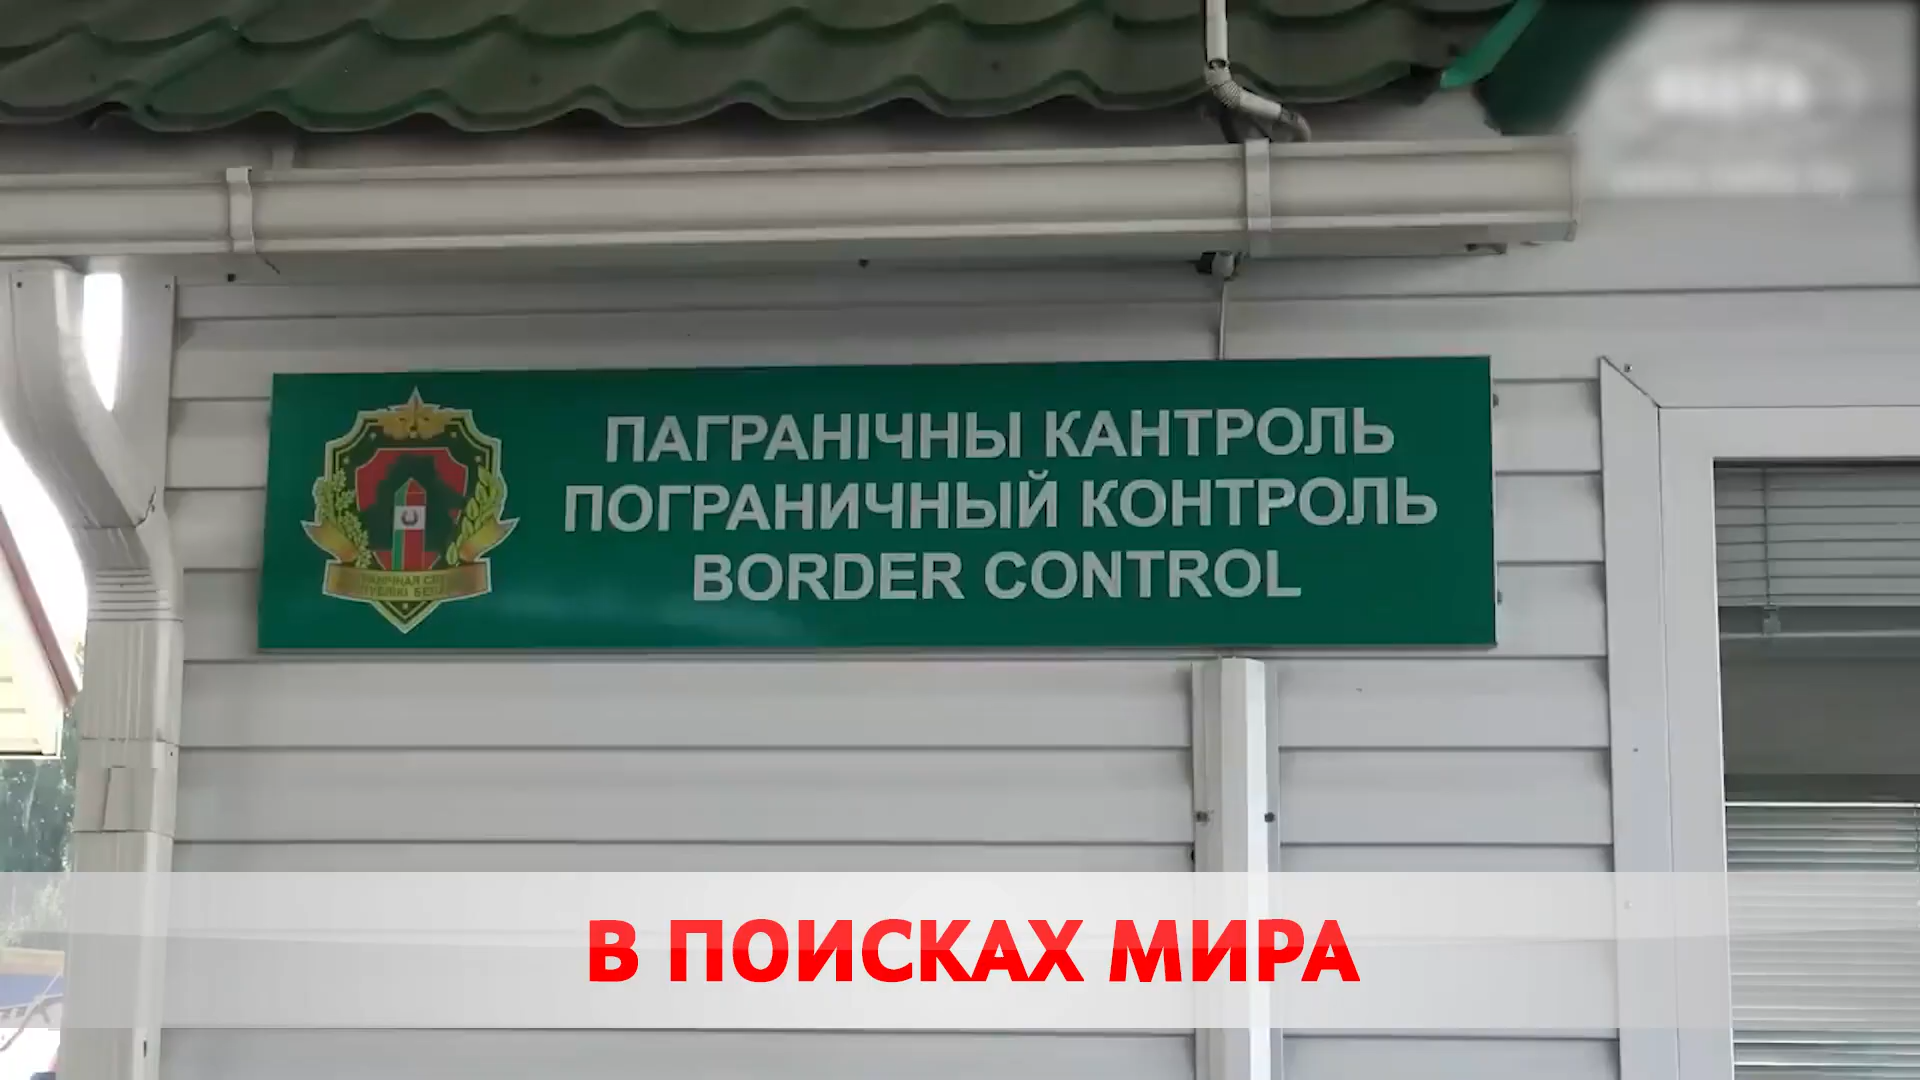 ПАГРАНІЧНЫ КАНТРОЛЬ
ПОГРАНИЧНЫЙ КОНТРОЛЬ
BORDER CONTROL
В ПОИСКАХ МИРА